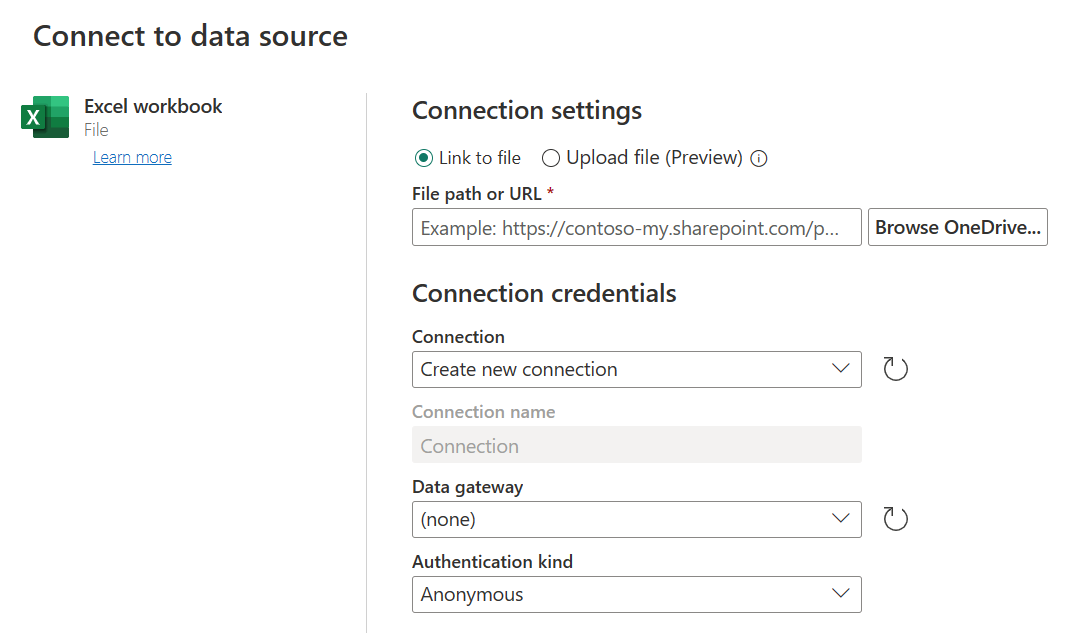 Connect to data source
X
Excel workbook
File
Learn more
Connection settings
Link to file Upload file (Preview)
File path or URL *
Example: https://contoso-my.sharepoint.com/p... Browse OneDrive...
Connection credentials
Connection
Create new connection
Connection name
Connection
Data gateway
(none)
Authentication kind
Anonymous